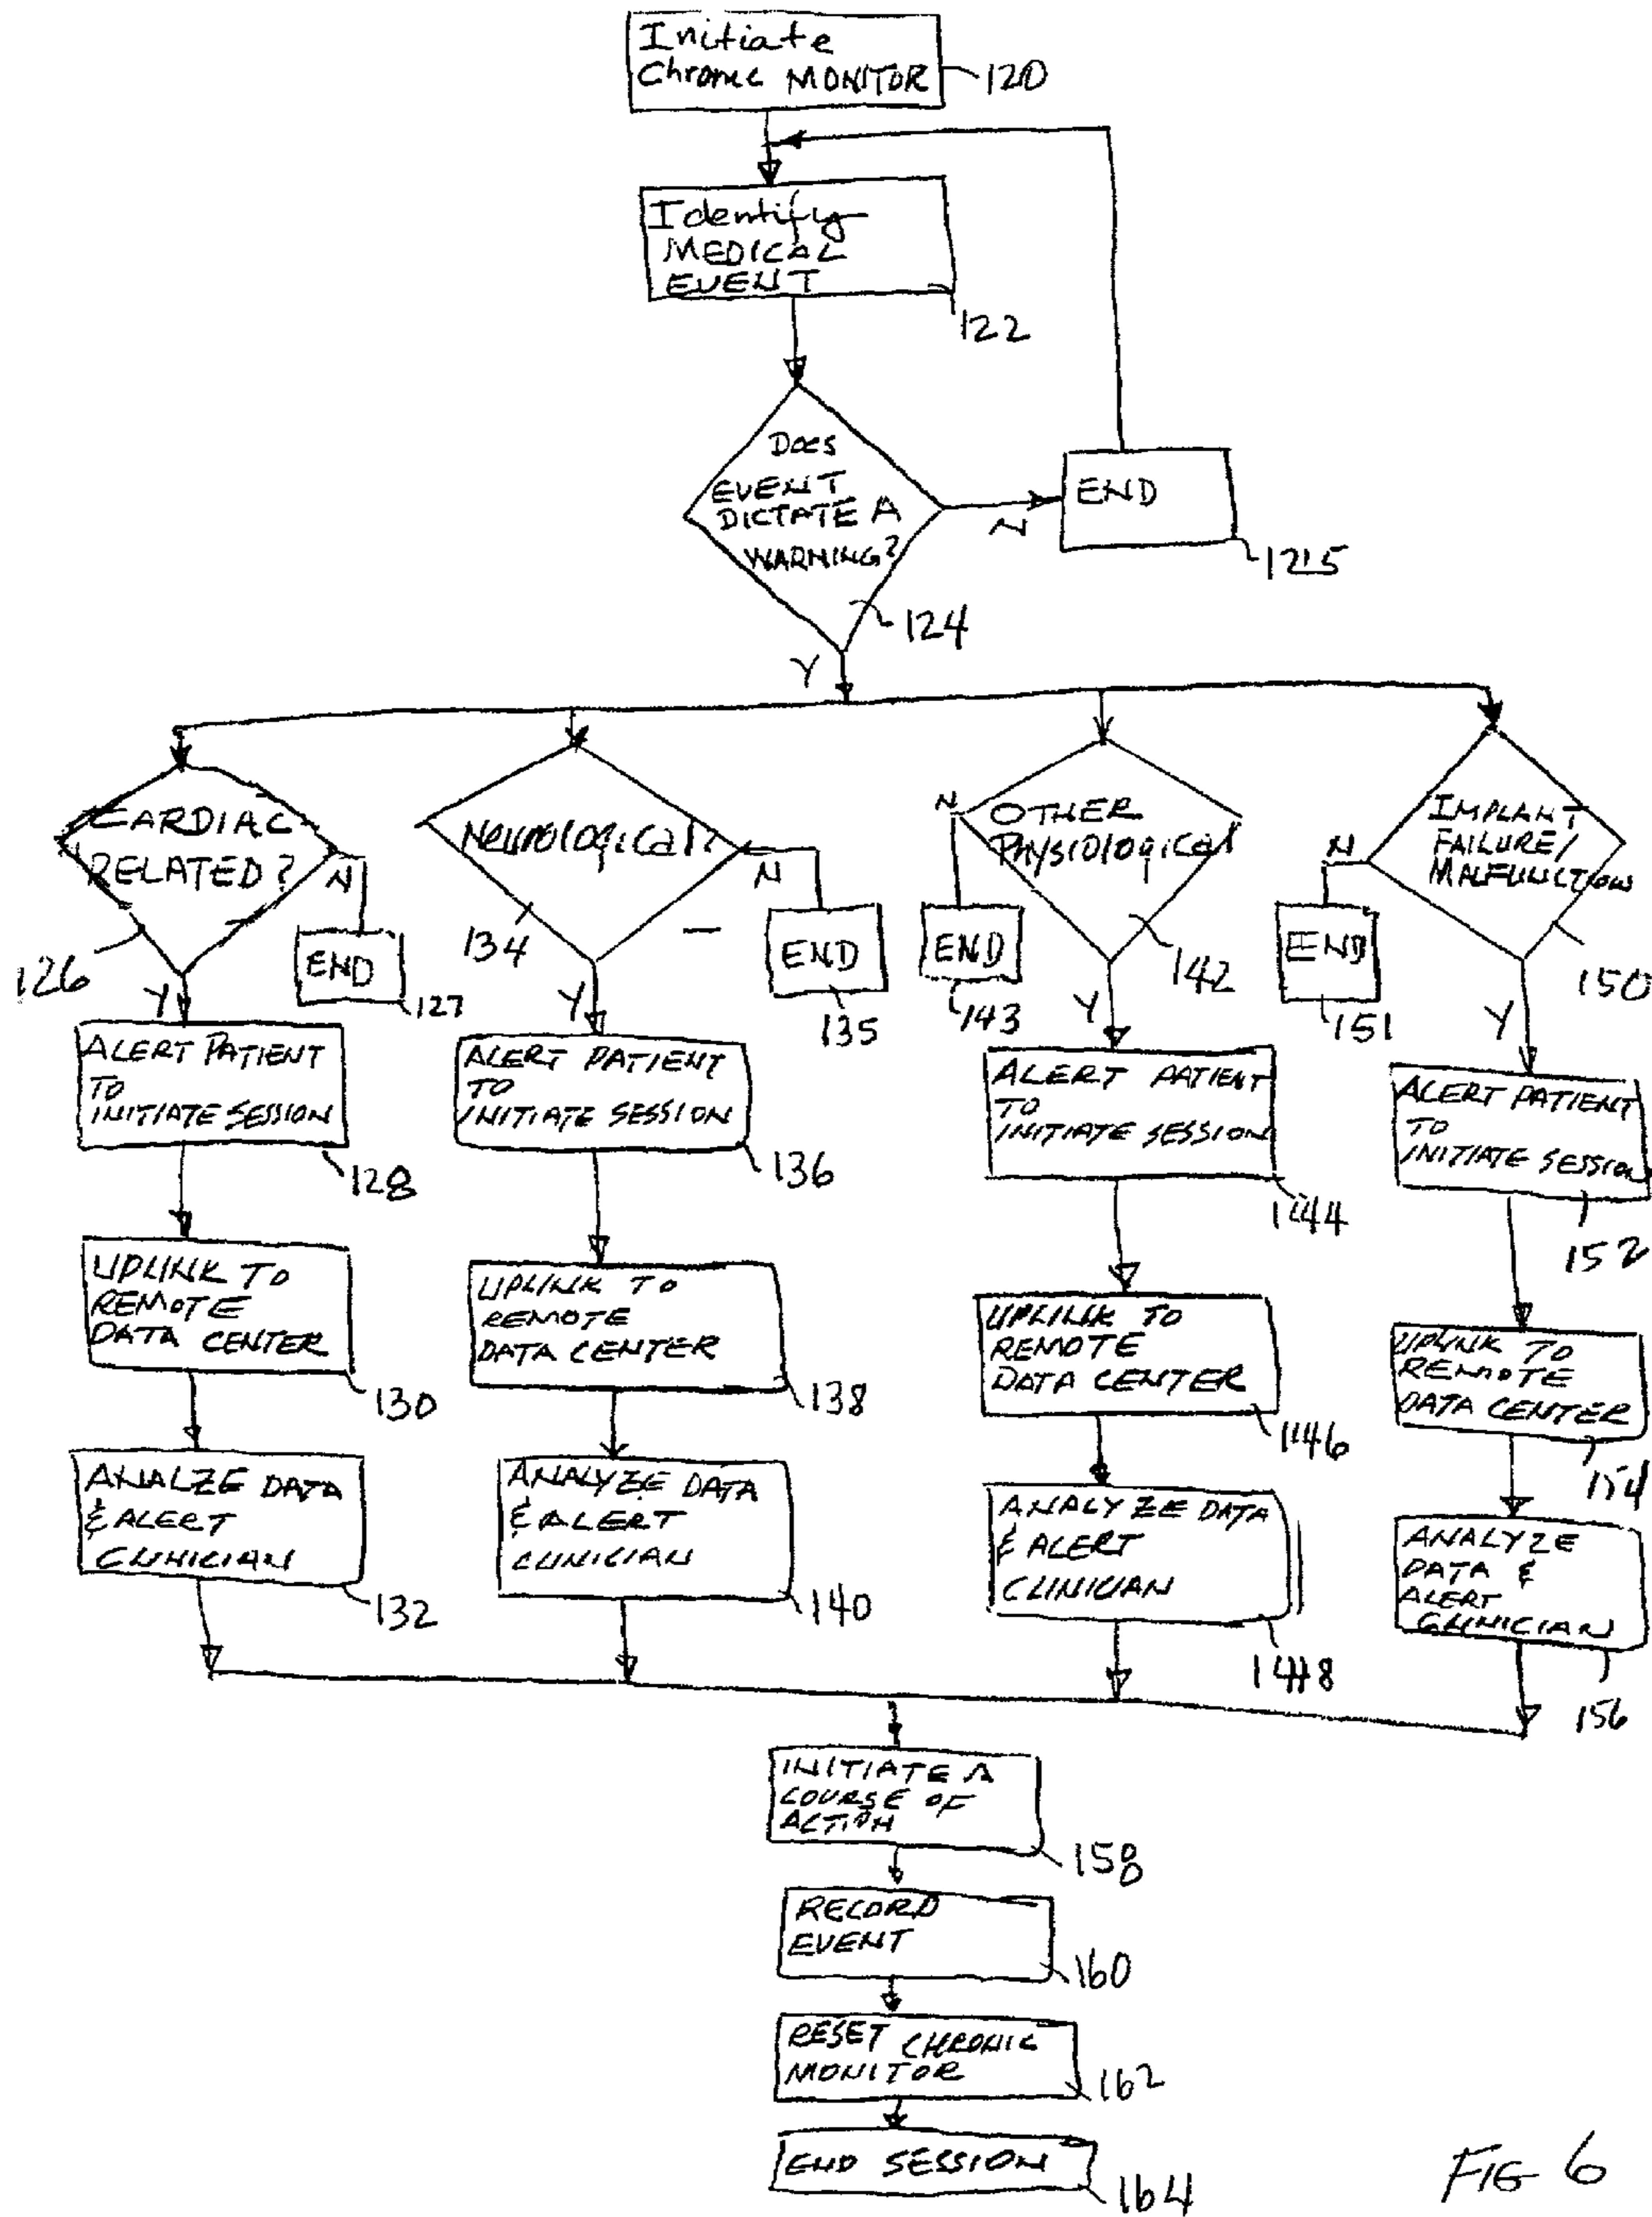 Initiate
Chronic MONITOR
120
Identify
MEDICAL
EVENT
122
Does
EVENT
DICTATE A
WARNING?
N
END
1215
124
Y
CARDIAC
RELATED?
N
126
END
127
Y
Neurological?
N
134
END
135
Y
N
OTHER
Physiological
142
END
143
Y
IMPLANT
FAILURE/
MALFUNCTION
N
150
END
151
Y
ALERT PATIENT
TO
INITIATE SESSION
128
ALERT PATIENT
TO
INITIATE SESSION
136
ALERT PATIENT
TO
INITIATE SESSION
144
ALERT PATIENT
TO
INITIATE SESSION
152
UPLINK TO
REMOTE
DATA CENTER
130
UPLINK TO
REMOTE
DATA CENTER
138
UPLINK TO
REMOTE
DATA CENTER
146
UPLINK TO
REMOTE
DATA CENTER
154
ANALZE DATA
& ALERT
CLINICIAN
132
ANALYZE DATA
& ALERT
CLINICIAN
140
ANALYZE DATA
& ALERT
CLINICIAN
148
ANALYZE
DATA &
ALERT
CLINICIAN
156
INITIATE A
COURSE OF
ACTION
158
RECORD
EVENT
160
RESET CHRONIC
MONITOR
162
END SESSION
164
FIG 6